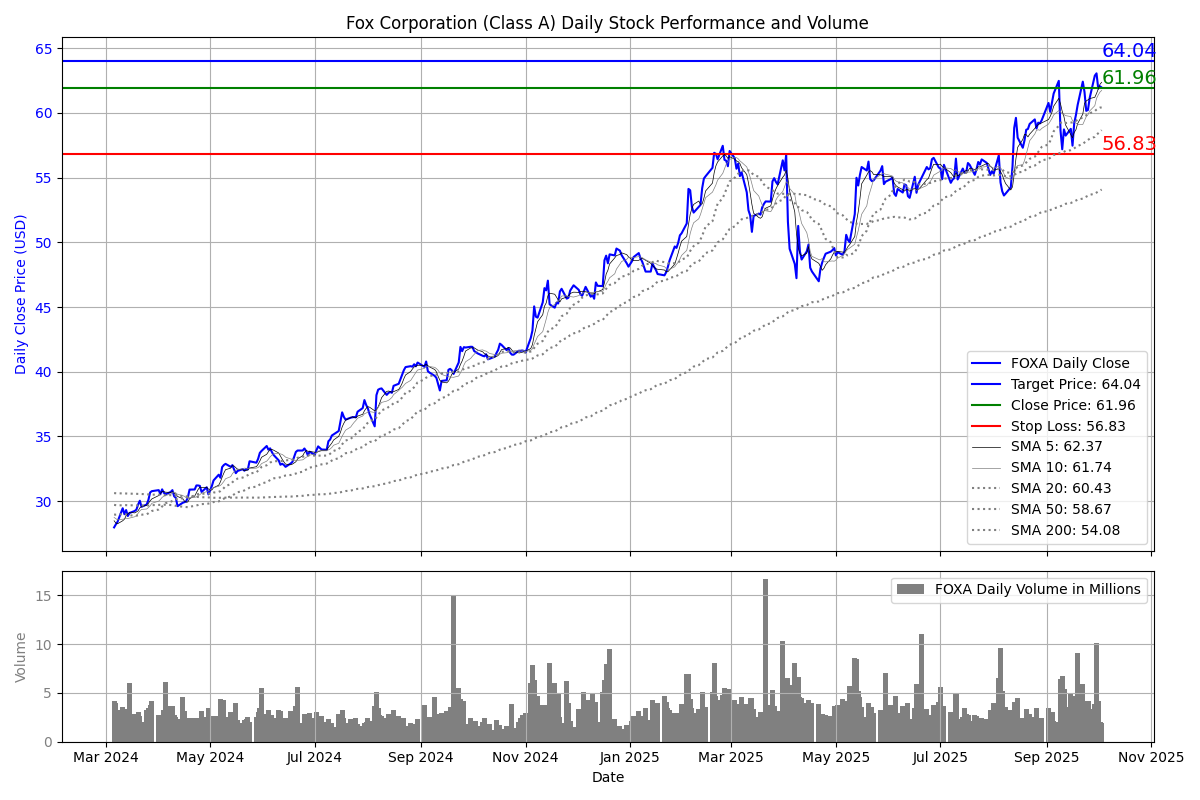 Fox Corporation (Class A) Daily Stock Performance and Volume
65
60
55
50
45
40
35
30
Daily Close Price (USD)
64.04
61.96
56.83
FOXA Daily Close
Target Price: 64.04
Close Price: 61.96
Stop Loss: 56.83
SMA 5: 62.37
SMA 10: 61.74
SMA 20: 60.43
SMA 50: 58.67
SMA 200: 54.08
15
10
5
0
Volume
FOXA Daily Volume in Millions
Mar 2024
May 2024
Jul 2024
Sep 2024
Nov 2024
Jan 2025
Mar 2025
May 2025
Jul 2025
Sep 2025
Nov 2025
Date